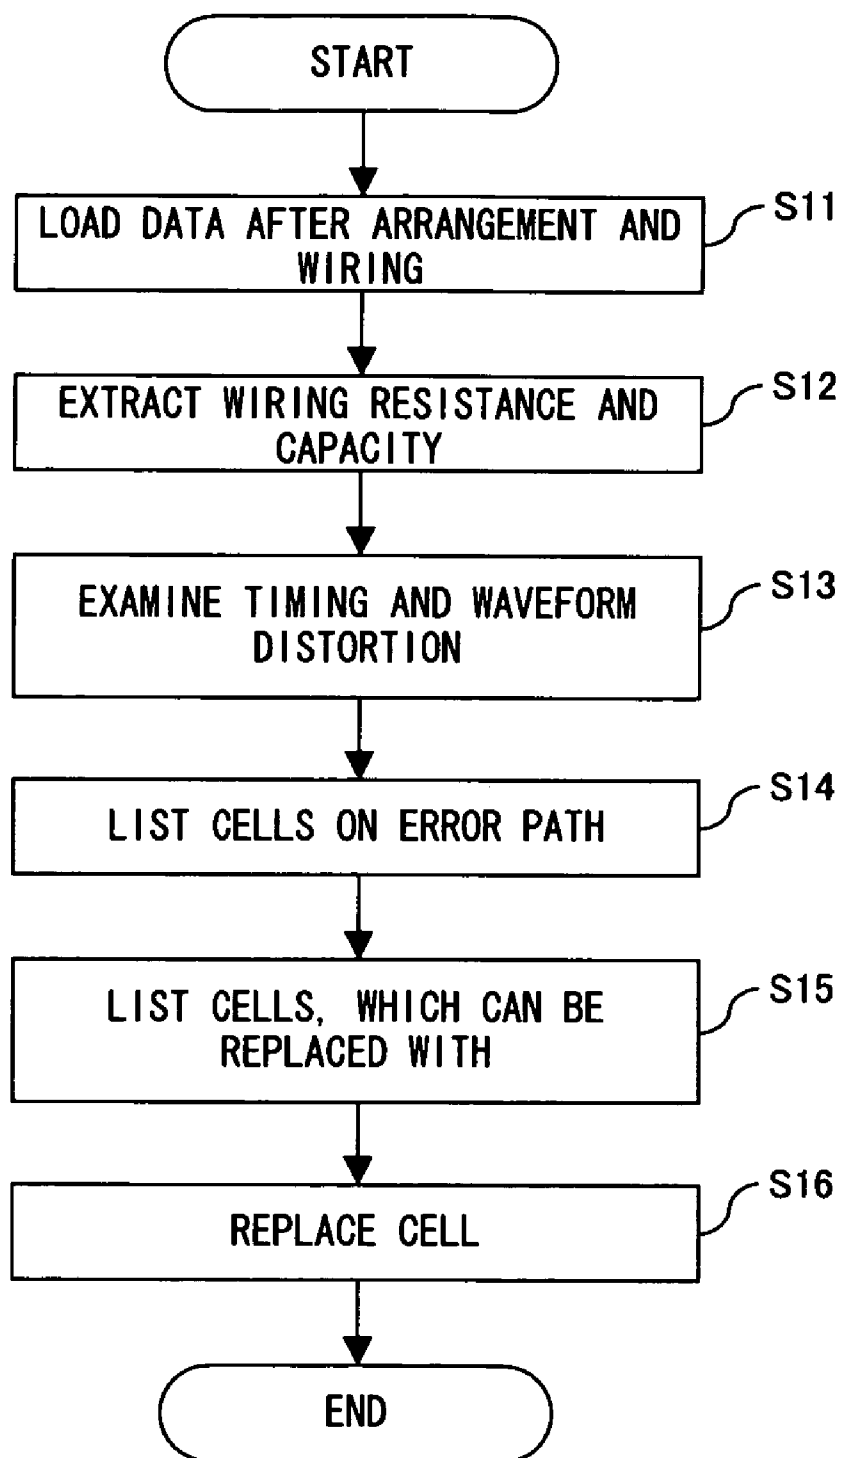 START
LOAD DATA AFTER ARRANGEMENT AND
WIRING
S11
EXTRACT WIRING RESISTANCE AND
CAPACITY
S12
EXAMINE TIMING AND WAVEFORM
DISTORTION
S13
LIST CELLS ON ERROR PATH
S14
LIST CELLS, WHICH CAN BE
REPLACED WITH
S15
REPLACE CELL
S16
END